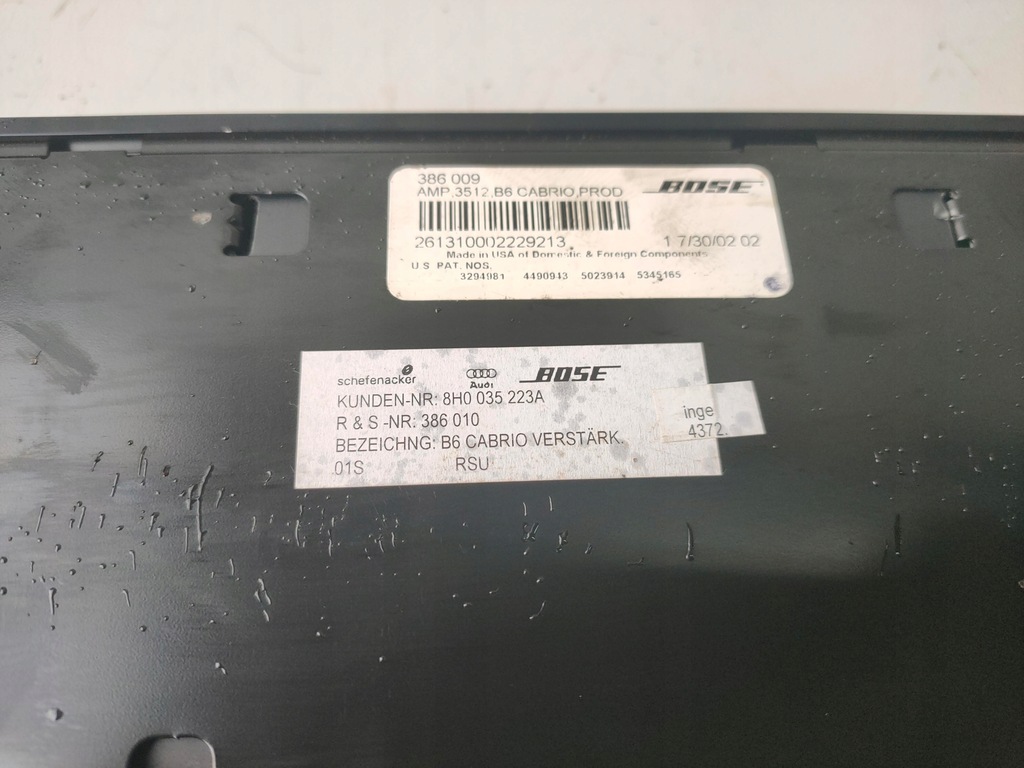 386 009
BOSE
AMP,3512,B6 CABRIO,PROD
261310002229213
1 7/30/02 02
Made in USA of Domestic & Foreign Components
U.S PAT. NOS.
3294981 4490943 5023914 5345165
schefenacker
Audi
BOSE
KUNDEN-NR: 8H0 035 223A
R & S -NR: 386 010
BEZEICHNG: B6 CABRIO VERSTÄRK.
01S RSU
inge
4372.